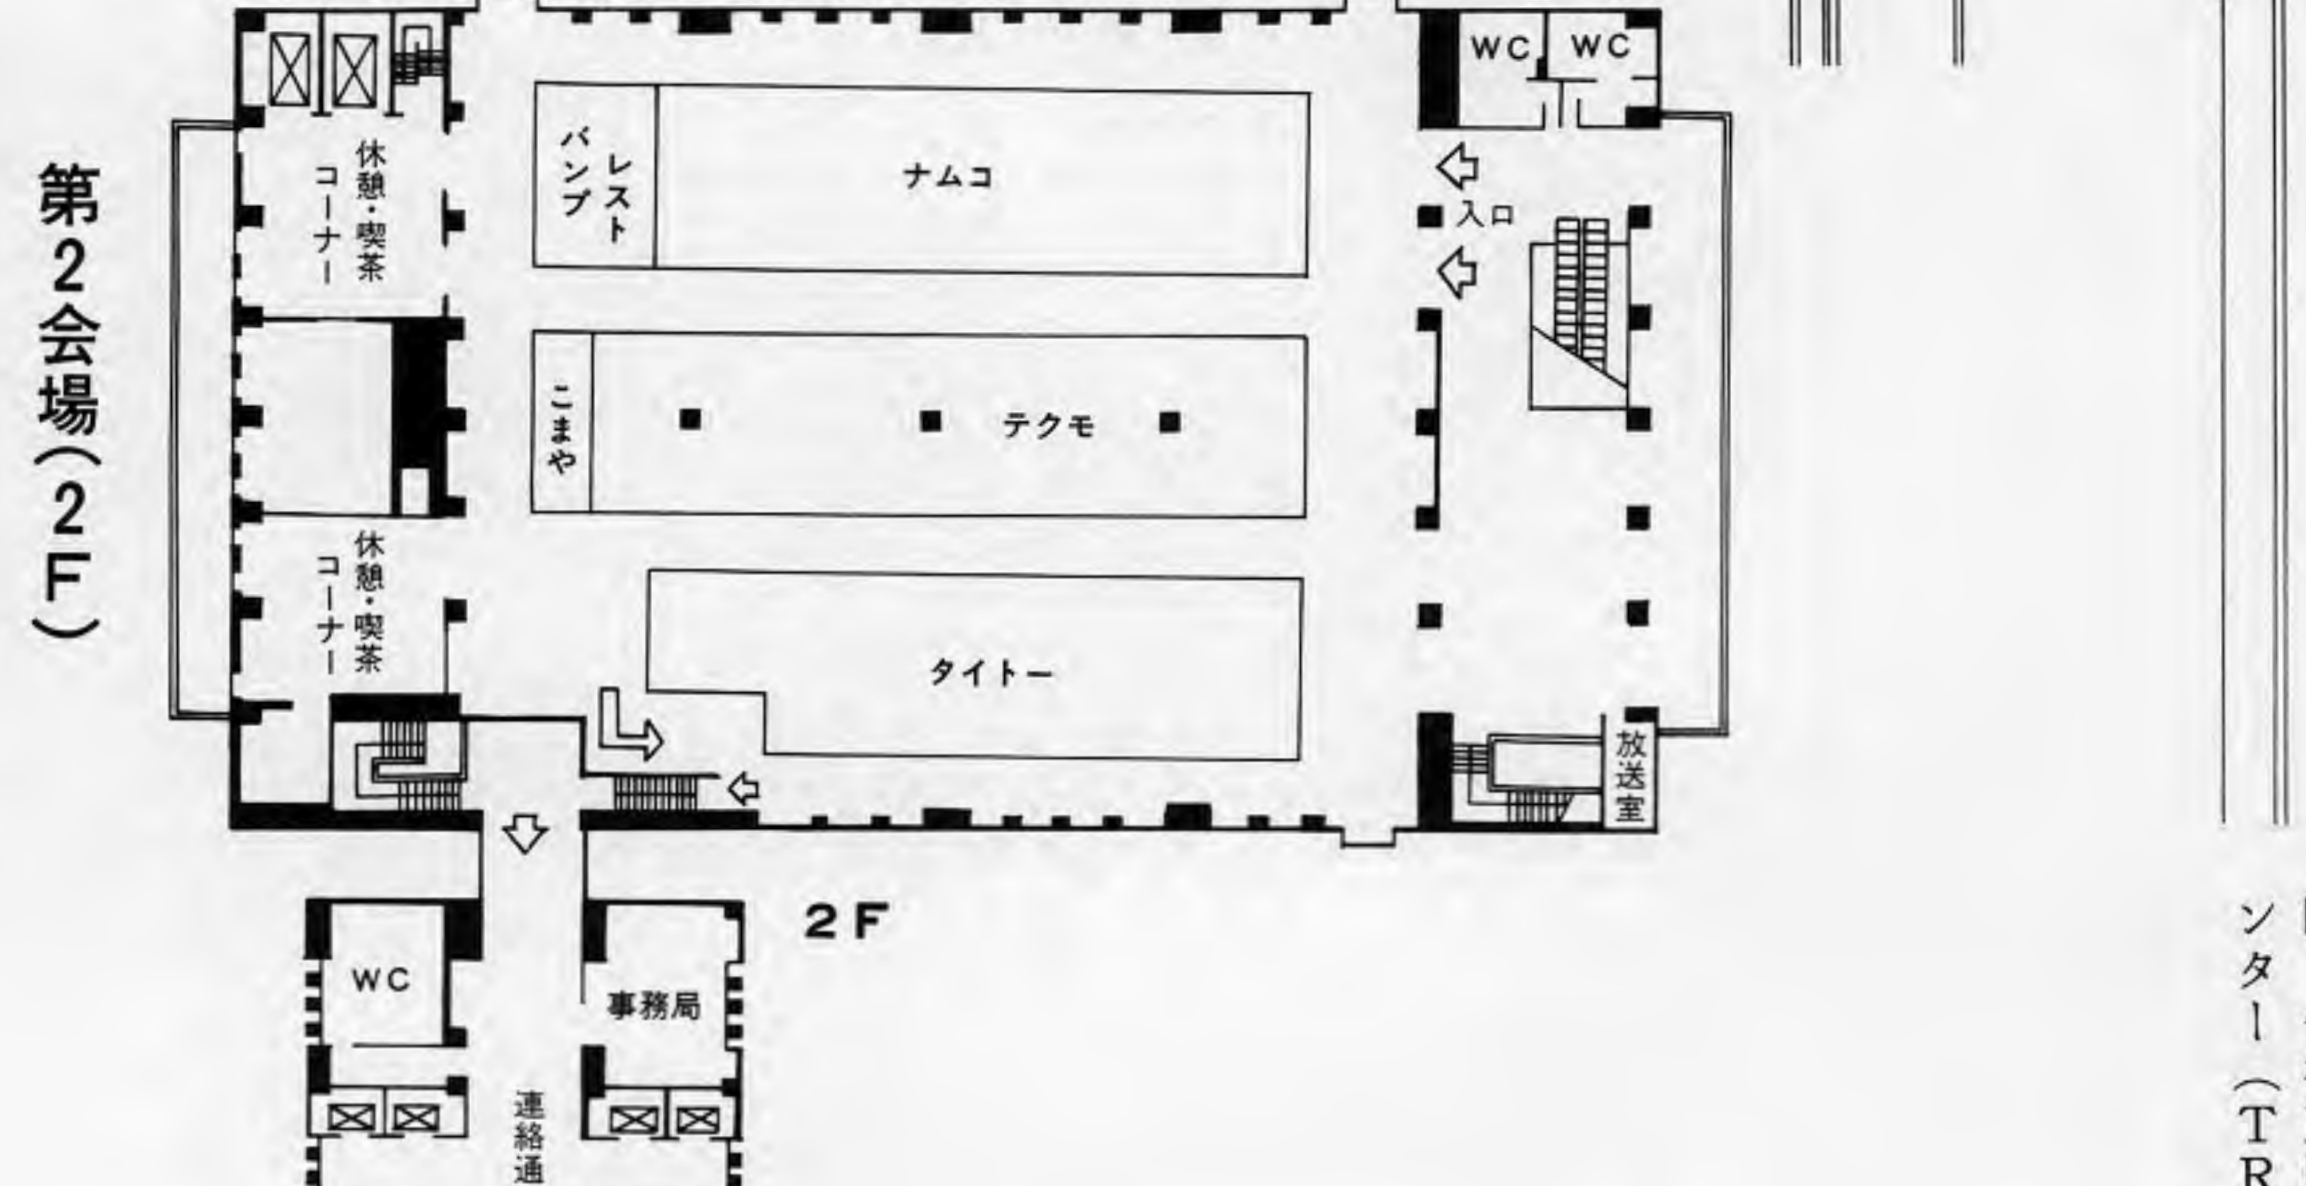 第2会場(2F)
WC
WC
休憩・喫茶
コーナー
レスト
バンプ
ナムコ
入口
こまや
テクモ
休憩・喫茶
コーナー
タイトー
放送室
2F
WC
事務局
連絡通
ンター(TR